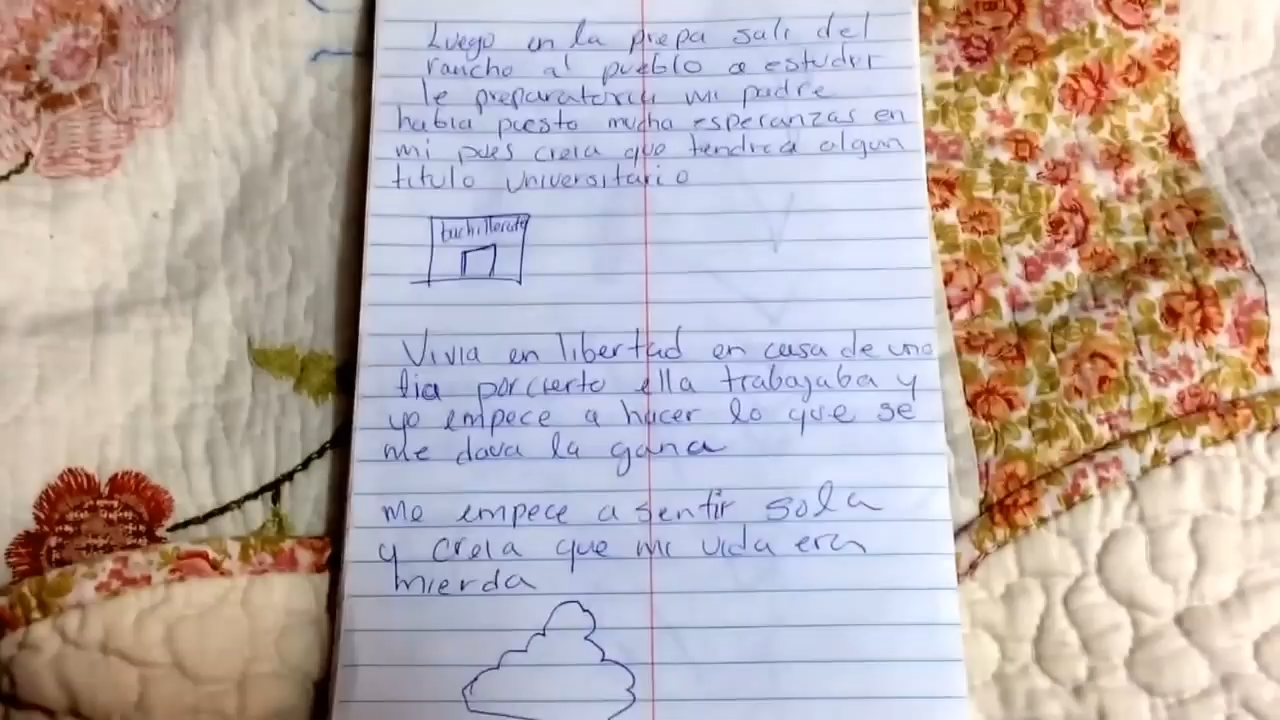 Luego en la prepa sali del
rancho al pueblo a estudiar
la preparatoria mi padre
habia puesto mucha esperanzas en
mi pues creia que tendria algun
titulo universitario
bachillerato
Vivia en libertad en casa de una
tia por cierto ella trabajaba y
yo empece a hacer lo que se
me dava la gana
me empece a sentir sola
y creia que mi vida era
mierda